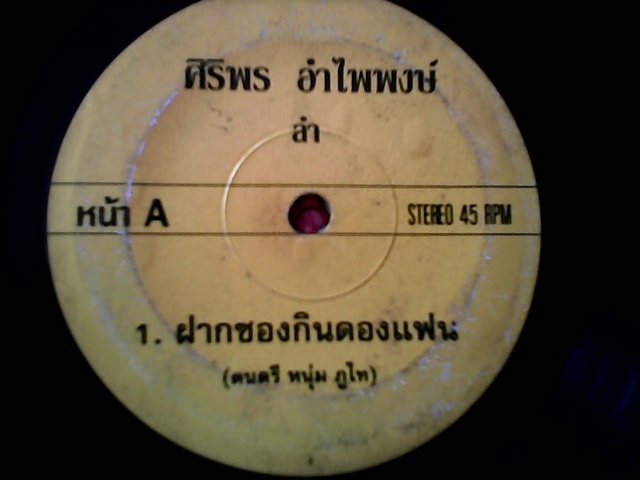 ศิริพร อำไพพงษ์
ลำ
หน้า A STEREO 45 RPM
1. ฝากซองกินดองแฟน
(ดนตรี หนุ่ม ภูไท)